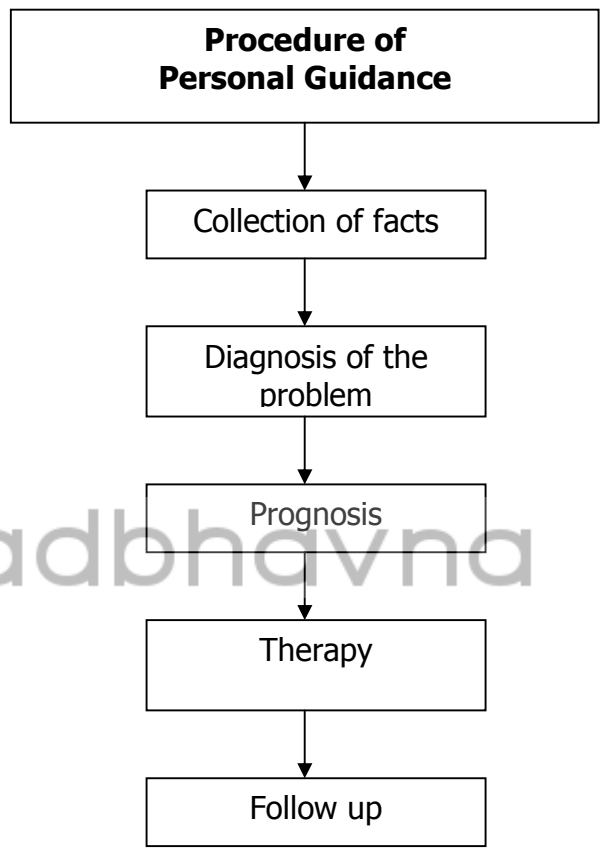 Procedure of
Personal Guidance
Collection of facts
Diagnosis of the
problem
Prognosis
adbhavna
Therapy
Follow up